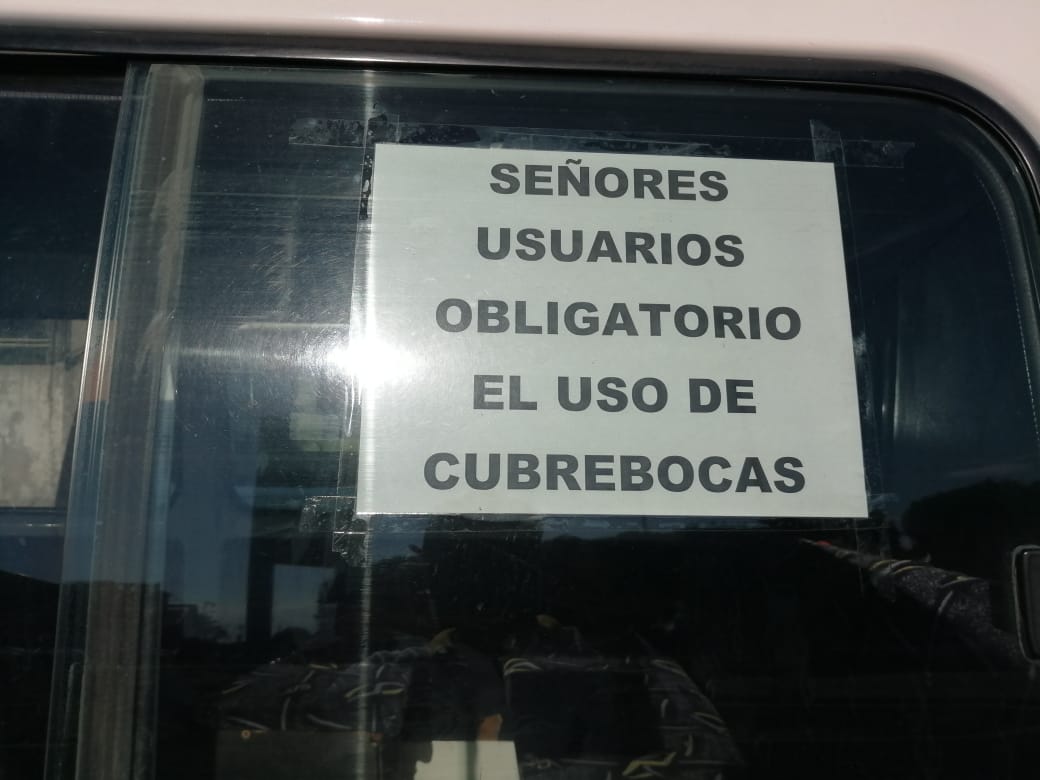 SEÑORES
USUARIOS
OBLIGATORIO
EL USO DE
CUBREBOCAS